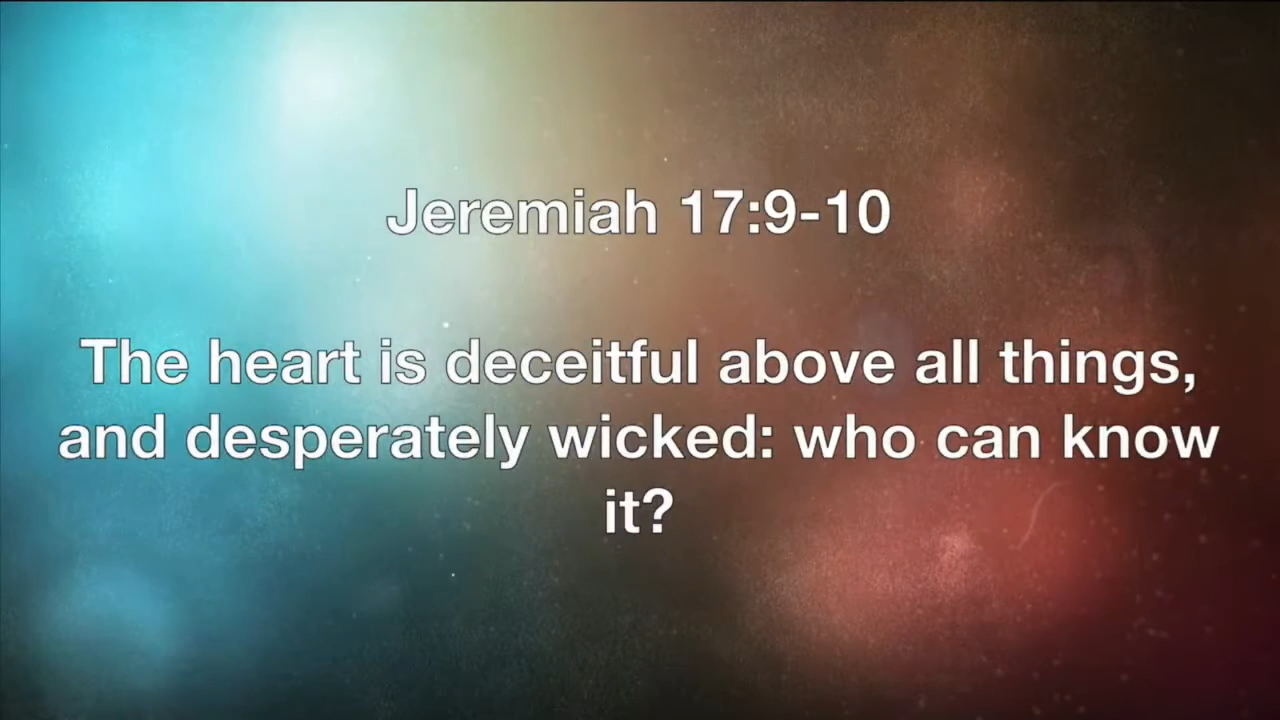 Jeremiah 17:9-10
The heart is deceitful above all things,
and desperately wicked: who can know
it?